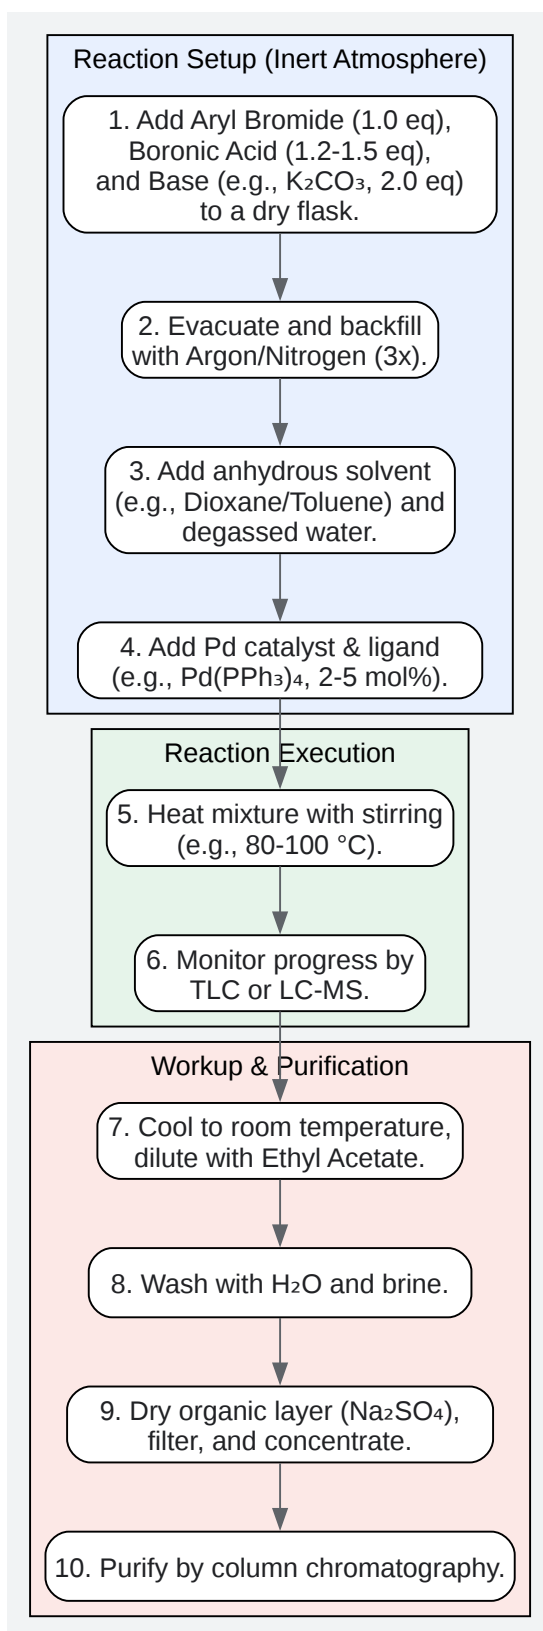 Reaction Setup (Inert Atmosphere)
1. Add Aryl Bromide (1.0 eq),
Boronic Acid (1.2-1.5 eq),
and Base (e.g., K₂CO₃, 2.0 eq)
to a dry flask.
2. Evacuate and backfill
with Argon/Nitrogen (3x).
3. Add anhydrous solvent
(e.g., Dioxane/Toluene) and
degassed water.
4. Add Pd catalyst & ligand
(e.g., Pd(PPh₃)₄, 2-5 mol%).
Reaction Execution
5. Heat mixture with stirring
(e.g., 80-100 °C).
6. Monitor progress by
TLC or LC-MS.
Workup & Purification
7. Cool to room temperature,
dilute with Ethyl Acetate.
8. Wash with H₂O and brine.
9. Dry organic layer (Na₂SO₄),
filter, and concentrate.
10. Purify by column chromatography.